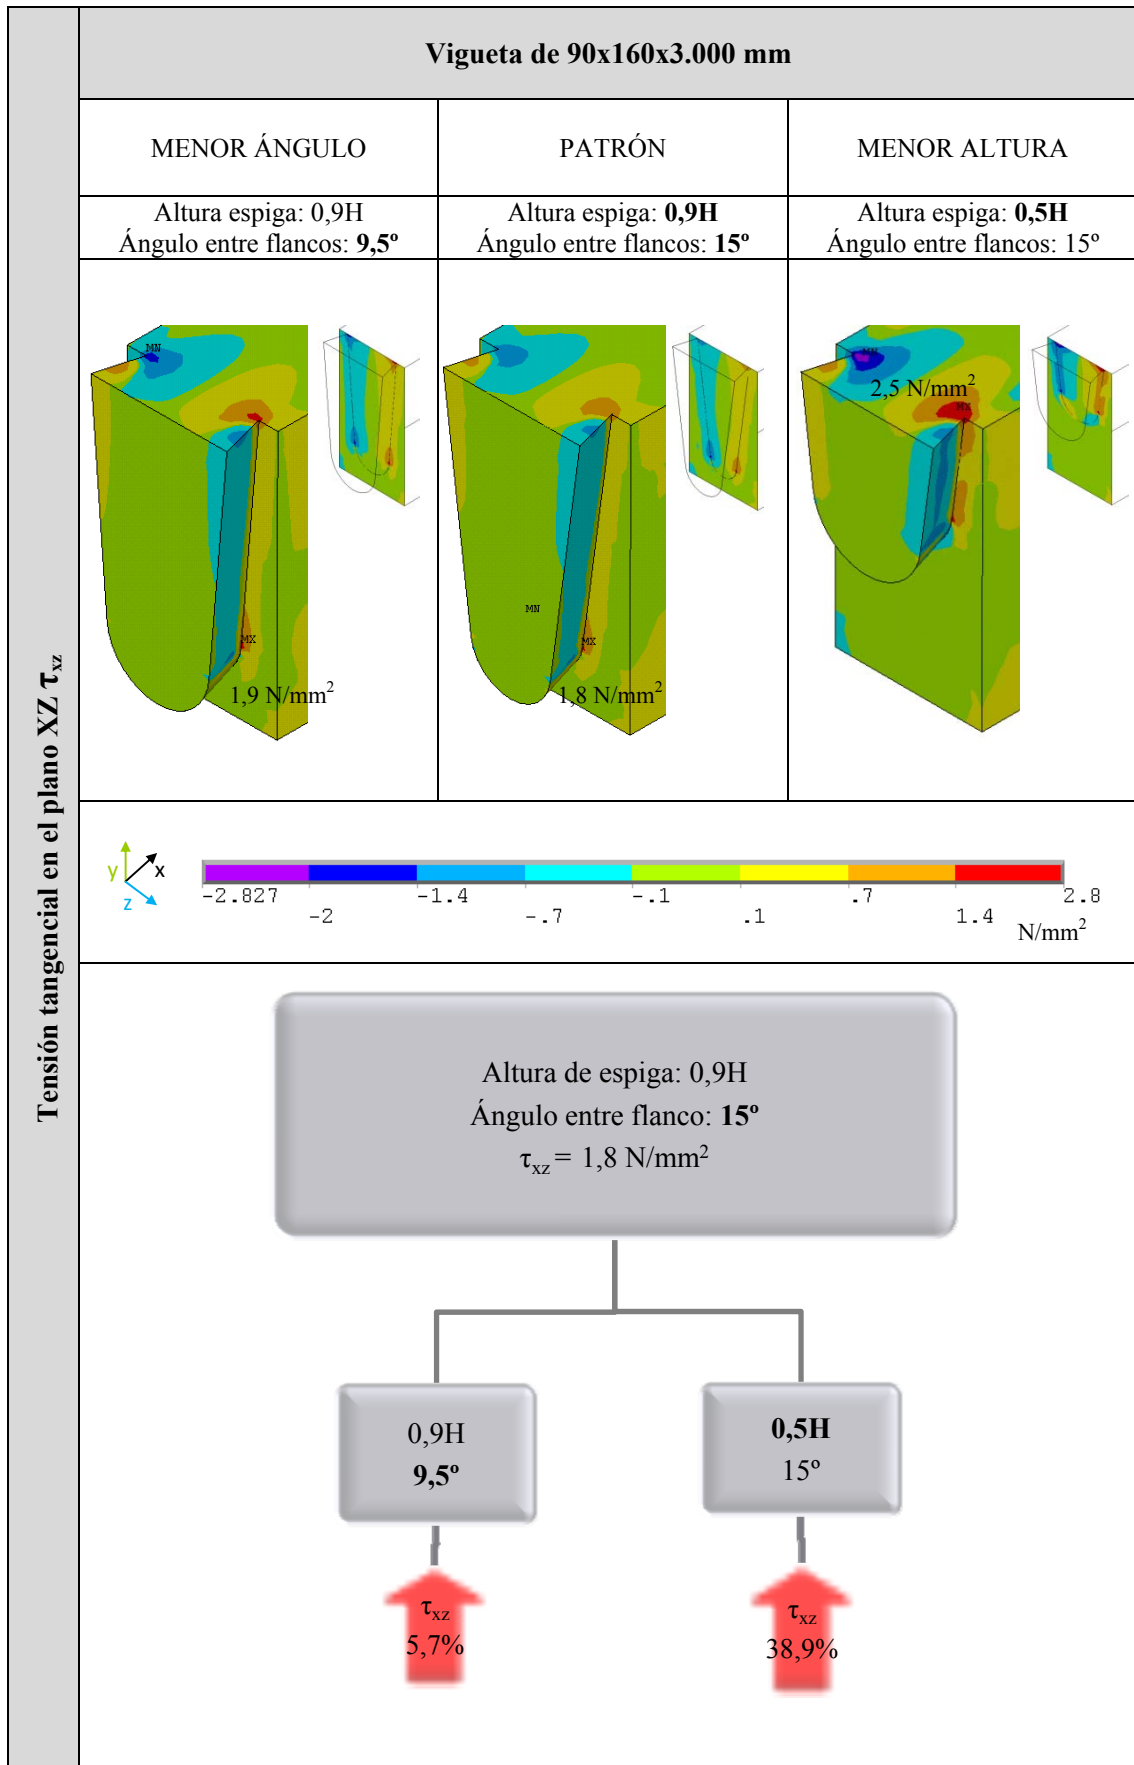 Tensión tangencial en el plano XZ τxz
Vigueta de 90x160x3.000 mm
MENOR ÁNGULO
PATRÓN
MENOR ALTURA
Altura espiga: 0,9H
Ángulo entre flancos: 9,5º
Altura espiga: 0,9H
Ángulo entre flancos: 15º
Altura espiga: 0,5H
Ángulo entre flancos: 15º
MN
MX
1,9 N/mm²
MN
MX
1,8 N/mm²
MN
2,5 N/mm²
MX
y x
z
-2.827 -2 -1.4 -.7 -.1 .1 .7 1.4 2.8
N/mm²
Altura de espiga: 0,9H
Ángulo entre flanco: 15º
τxz = 1,8 N/mm²
0,9H
9,5º
0,5H
15º
τxz
5,7%
τxz
38,9%